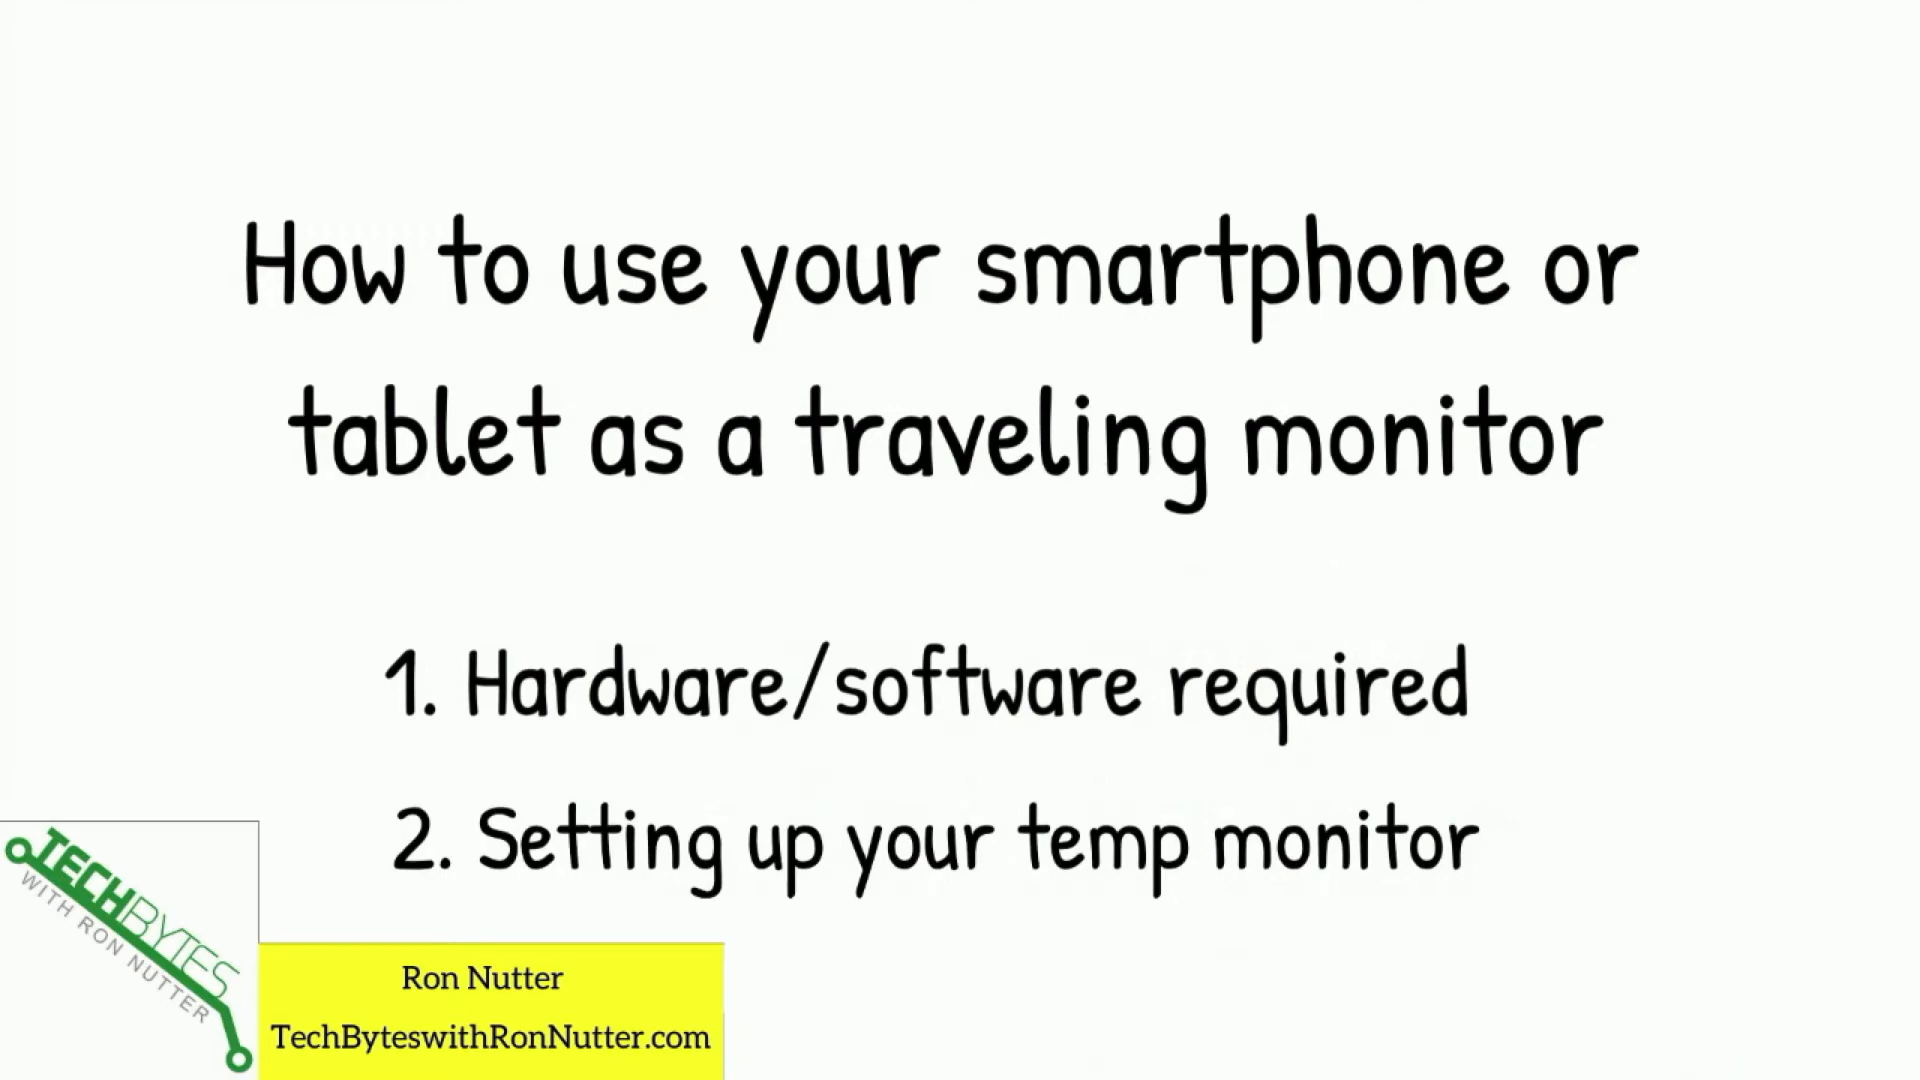 How to use your smartphone or
tablet as a traveling monitor
1. Hardware/software required
2. Setting up your temp monitor
TECHBYTES
WITH RON NUTTER
Ron Nutter
TechByteswithRonNutter.com